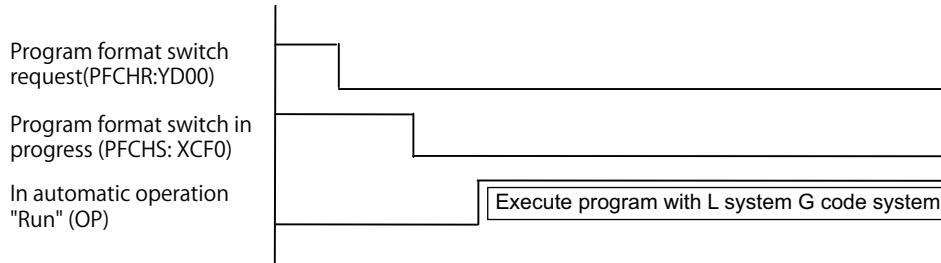 Program format switch
request(PFCHR:YD00)
Program format switch in
progress (PFCHS: XCF0)
In automatic operation
"Run" (OP)
Execute program with L system G code system